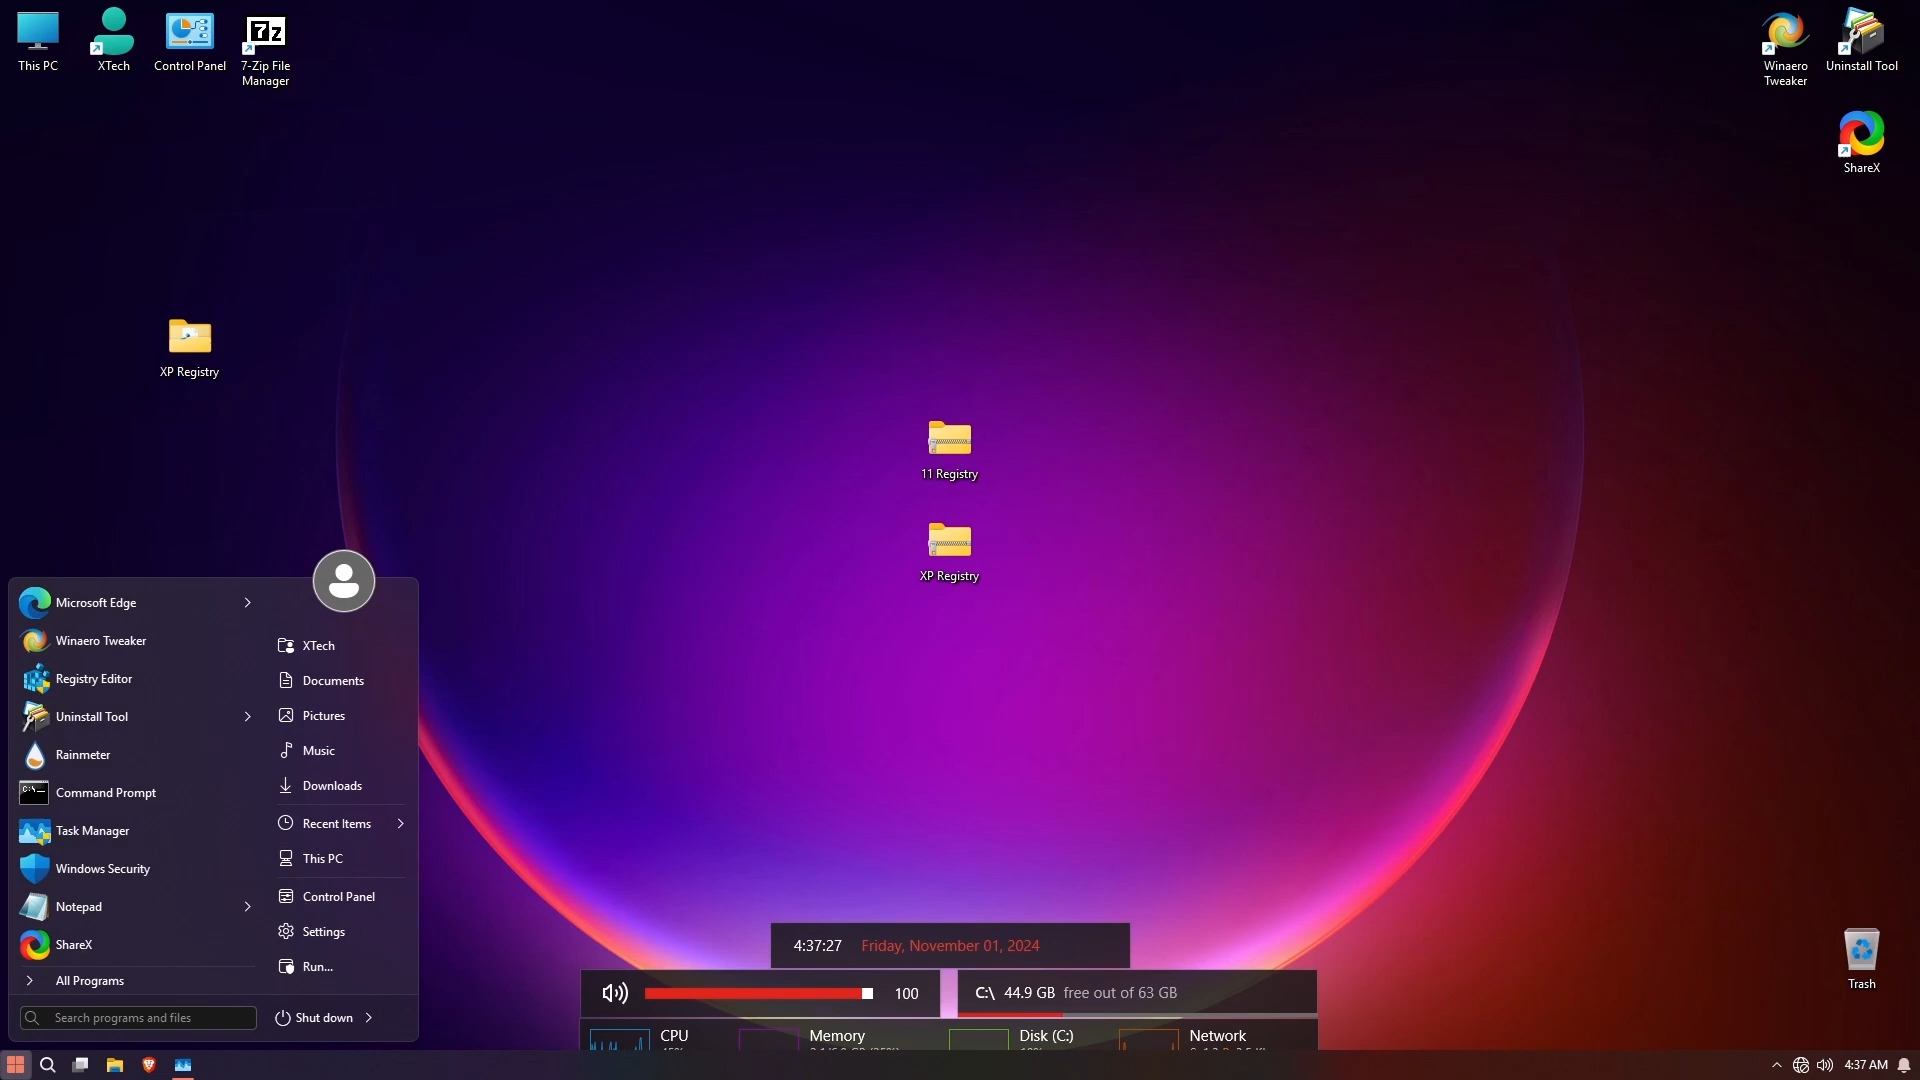 This PC
XTech
Control Panel
7z
7-Zip File
Manager
Winaero
Tweaker
Uninstall Tool
ShareX
XP Registry
11 Registry
XP Registry
Microsoft Edge
Winaero Tweaker
Registry Editor
Uninstall Tool
Rainmeter
Command Prompt
Task Manager
Windows Security
Notepad
ShareX
All Programs
Search programs and files
XTech
Documents
Pictures
Music
Downloads
Recent Items
This PC
Control Panel
Settings
Run...
Shut down
4:37:27 Friday, November 01, 2024
100
C:\ 44.9 GB free out of 63 GB
CPU
Memory
Disk (C:)
Network
Trash
4:37 AM